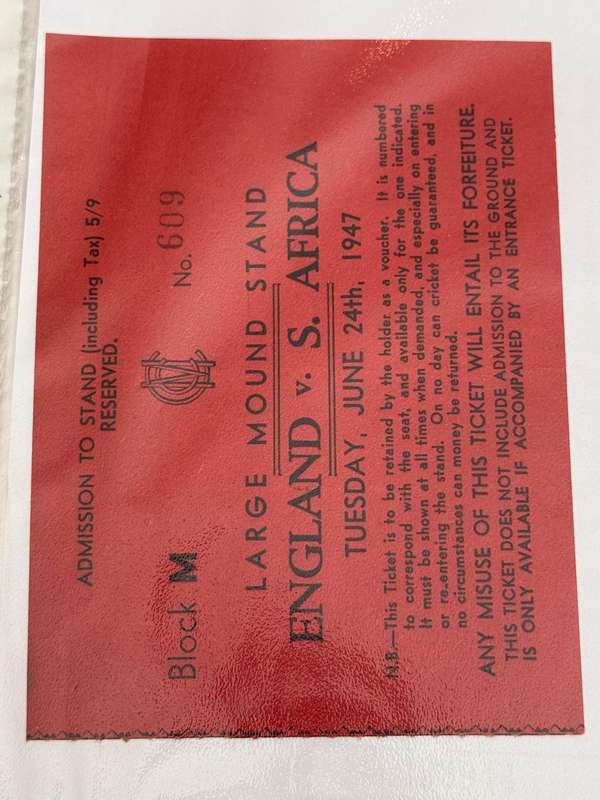 ADMISSION TO STAND (including Tax) 5/9
RESERVED.
Block M
MCC
No. 609
LARGE MOUND STAND
ENGLAND v. S. AFRICA
TUESDAY, JUNE 24th, 1947
N.B.—This Ticket is to be retained by the holder as a voucher. It is numbered
to correspond with the seat, and available only for the one indicated.
It must be shown at all times when demanded, and especially on entering
or re-entering the stand. On no day can cricket be guaranteed, and in
no circumstances can money be returned.
ANY MISUSE OF THIS TICKET WILL ENTAIL ITS FORFEITURE.
THIS TICKET DOES NOT INCLUDE ADMISSION TO THE GROUND AND
IS ONLY AVAILABLE IF ACCOMPANIED BY AN ENTRANCE TICKET.